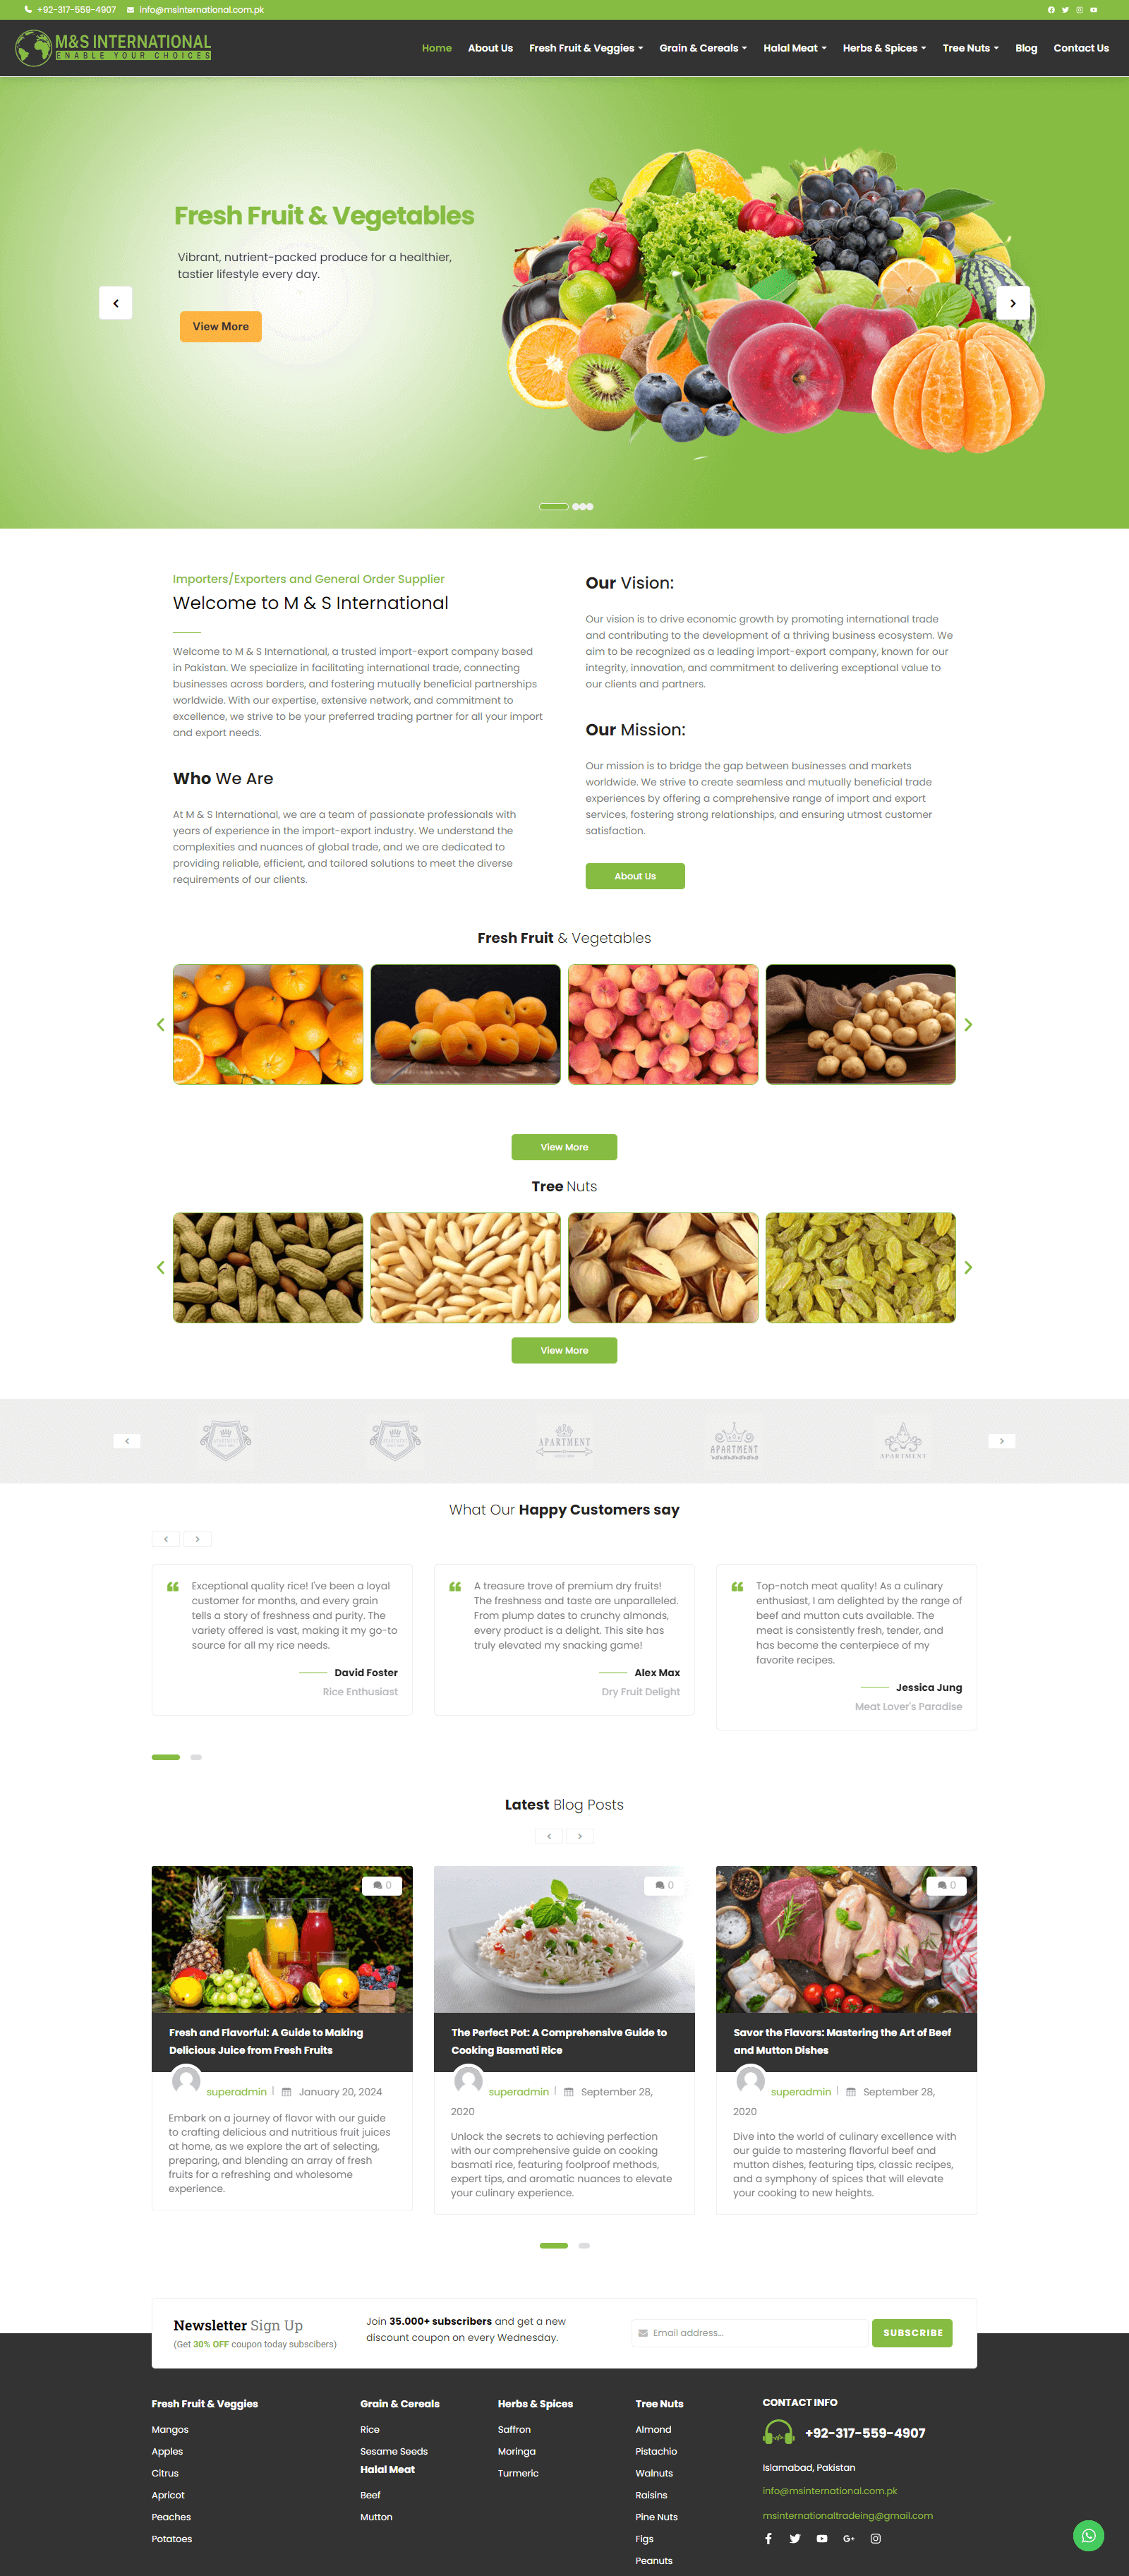 +92-317-559-4907 info@msinternational.com.pk
M&S INTERNATIONAL
ENABLE YOUR CHOICES
Home About Us Fresh Fruit & Veggies Grain & Cereals Halal Meat Herbs & Spices Tree Nuts Blog Contact Us
Fresh Fruit & Vegetables
Vibrant, nutrient-packed produce for a healthier,
tastier lifestyle every day.
View More
Importers/Exporters and General Order Supplier
Welcome to M & S International
Welcome to M & S International, a trusted import-export company based
in Pakistan. We specialize in facilitating international trade, connecting
businesses across borders, and fostering mutually beneficial partnerships
worldwide. With our expertise, extensive network, and commitment to
excellence, we strive to be your preferred trading partner for all your import
and export needs.
Who We Are
At M & S International, we are a team of passionate professionals with
years of experience in the import-export industry. We understand the
complexities and nuances of global trade, and we are dedicated to
providing reliable, efficient, and tailored solutions to meet the diverse
requirements of our clients.
Our Vision:
Our vision is to drive economic growth by promoting international trade
and contributing to the development of a thriving business ecosystem. We
aim to be recognized as a leading import-export company, known for our
integrity, innovation, and commitment to delivering exceptional value to
our clients and partners.
Our Mission:
Our mission is to bridge the gap between businesses and markets
worldwide. We strive to create seamless and mutually beneficial trade
experiences by offering a comprehensive range of import and export
services, fostering strong relationships, and ensuring utmost customer
satisfaction.
About Us
Fresh Fruit & Vegetables
View More
Tree Nuts
View More
APARTMENT
APARTMENT
APARTMENT
APARTMENT
APARTMENT
What Our Happy Customers say
Exceptional quality rice! I've been a loyal
customer for months, and every grain
tells a story of freshness and purity. The
variety offered is vast, making it my go-to
source for all my rice needs.
David Foster
Rice Enthusiast
A treasure trove of premium dry fruits!
The freshness and taste are unparalleled.
From plump dates to crunchy almonds,
every product is a delight. This site has
truly elevated my snacking game!
Alex Max
Dry Fruit Delight
Top-notch meat quality! As a culinary
enthusiast, I am delighted by the range of
beef and mutton cuts available. The
meat is consistently fresh, tender, and
has become the centerpiece of my
favorite recipes.
Jessica Jung
Meat Lover's Paradise
Latest Blog Posts
0
Fresh and Flavorful: A Guide to Making
Delicious Juice from Fresh Fruits
superadmin | January 20, 2024
Embark on a journey of flavor with our guide
to crafting delicious and nutritious fruit juices
at home, as we explore the art of selecting,
preparing, and blending an array of fresh
fruits for a refreshing and wholesome
experience.
0
The Perfect Pot: A Comprehensive Guide to
Cooking Basmati Rice
superadmin | September 28,
2020
Unlock the secrets to achieving perfection
with our comprehensive guide on cooking
basmati rice, featuring foolproof methods,
expert tips, and aromatic nuances to elevate
your culinary experience.
0
Savor the Flavors: Mastering the Art of Beef
and Mutton Dishes
superadmin | September 28,
2020
Dive into the world of culinary excellence with
our guide to mastering flavorful beef and
mutton dishes, featuring tips, classic recipes,
and a symphony of spices that will elevate
your cooking to new heights.
Newsletter Sign Up
(Get 30% OFF coupon today subscibers)
Join 35.000+ subscribers and get a new
discount coupon on every Wednesday.
Email address...
SUBSCRIBE
Fresh Fruit & Veggies
Mangos
Apples
Citrus
Apricot
Peaches
Potatoes
Grain & Cereals
Rice
Sesame Seeds
Halal Meat
Beef
Mutton
Herbs & Spices
Saffron
Moringa
Turmeric
Tree Nuts
Almond
Pistachio
Walnuts
Raisins
Pine Nuts
Figs
Peanuts
CONTACT INFO
+92-317-559-4907
Islamabad, Pakistan
info@msinternational.com.pk
msinternationaltradeing@gmail.com